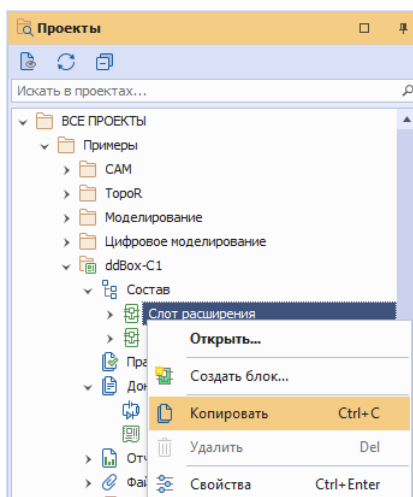 Проекты
Искать в проектах...
ВСЕ ПРОЕКТЫ
Примеры
CAM
TopoR
Моделирование
Цифровое моделирование
ddBox-C1
Состав
Слот расширения
Открыть...
Создать блок...
Копировать Ctrl+C
Удалить Del
Свойства Ctrl+Enter